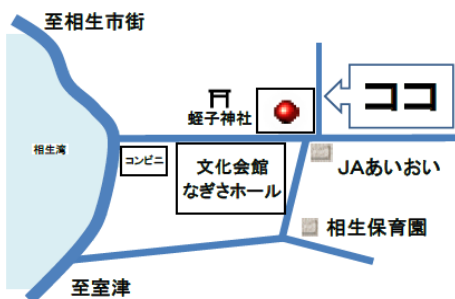 至相生市街
ココ
蛭子神社
相生湾
コンビニ
文化会館
なぎさホール
JAあいおい
相生保育園
至室津